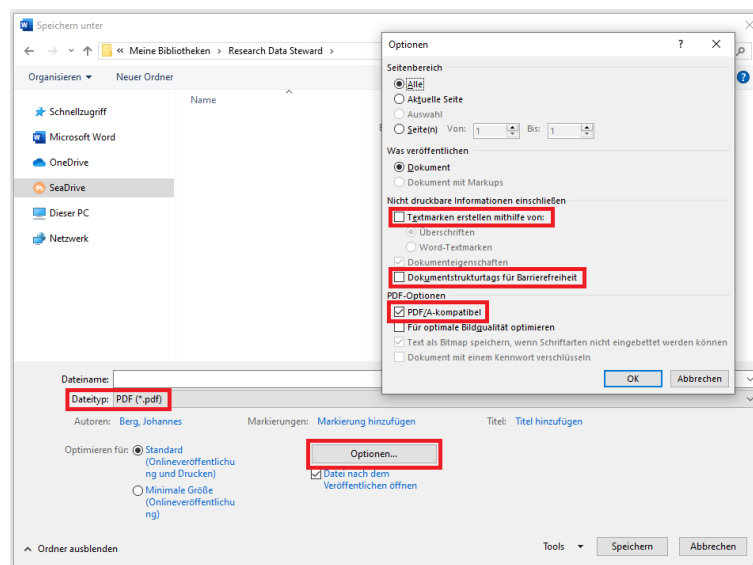 Speichern unter
« Meine Bibliotheken › Research Data Steward ›
Organisieren Neuer Ordner
Name
Schnellzugriff
Microsoft Word
OneDrive
SeaDrive
Dieser PC
Netzwerk
Optionen ? ×
Seitenbereich
Alle
Aktuelle Seite
Auswahl
Seite(n) Von: 1 Bis: 1
Was veröffentlichen
Dokument
Dokument mit Markups
Nicht druckbare Informationen einschließen
Textmarken erstellen mithilfe von:
Überschriften
Word-Textmarken
Dokumenteigenschaften
Dokumentstrukturtags für Barrierefreiheit
PDF-Optionen
PDF/A-kompatibel
Für optimale Bildqualität optimieren
Text als Bitmap speichern, wenn Schriftarten nicht eingebettet werden können
Dokument mit einem Kennwort verschlüsseln
OK Abbrechen
Dateiname:
Dateityp: PDF (*.pdf)
Autoren: Berg, Johannes Markierungen: Markierung hinzufügen Titel: Titel hinzufügen
Optimieren für: Standard
(Onlineveröffentlichu
ng und Drucken)
Minimale Größe
(Onlineveröffentlichu
ng)
Optionen...
Datei nach dem
Veröffentlichen öffnen
Ordner ausblenden Tools Speichern Abbrechen